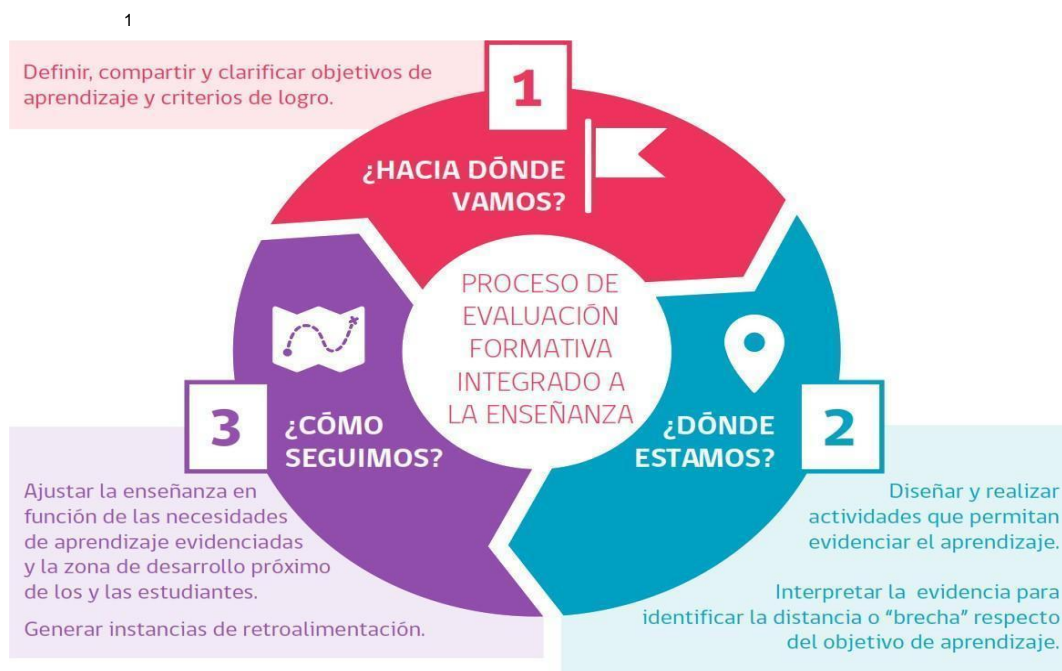 1
Definir, compartir y clarificar objetivos de
aprendizaje y criterios de logro.
1
¿HACIA DÓNDE
VAMOS?
PROCESO DE
EVALUACIÓN
FORMATIVA
INTEGRADO A
LA ENSEÑANZA
¿DÓNDE
ESTAMOS?
2
Diseñar y realizar
actividades que permitan
evidenciar el aprendizaje.
Interpretar la evidencia para
identificar la distancia o “brecha” respecto
del objetivo de aprendizaje.
3
¿CÓMO
SEGUIMOS?
Ajustar la enseñanza en
función de las necesidades
de aprendizaje evidenciadas
y la zona de desarrollo próximo
de los y las estudiantes.
Generar instancias de retroalimentación.